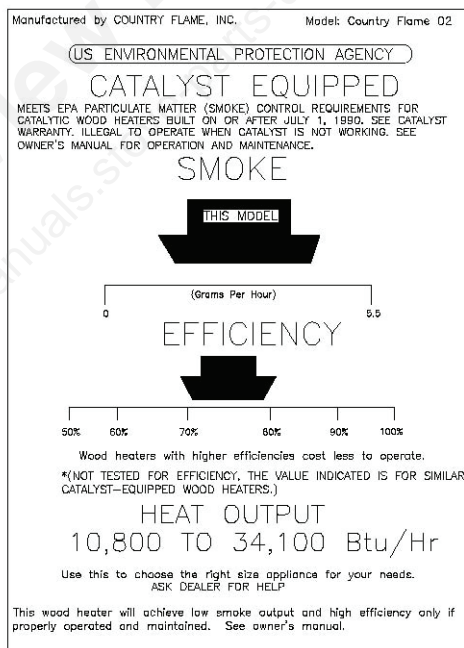 Manufactured by COUNTRY FLAME, INC. Model: Country Flame 02
US ENVIRONMENTAL PROTECTION AGENCY
CATALYST EQUIPPED
MEETS EPA PARTICULATE MATTER (SMOKE) CONTROL REQUIREMENTS FOR
CATALYTIC WOOD HEATERS BUILT ON OR AFTER JULY 1, 1990. SEE CATALYST
WARRANTY. ILLEGAL TO OPERATE WHEN CATALYST IS NOT WORKING. SEE
OWNER'S MANUAL FOR OPERATION AND MAINTENANCE.
SMOKE
THIS MODEL
(Grams Per Hour)
0 5.5
EFFICIENCY
50% 60% 70% 80% 90% 100%
Wood heaters with higher efficiencies cost less to operate.
*(NOT TESTED FOR EFFICIENCY, THE VALUE INDICATED IS FOR SIMILAR
CATALYST-EQUIPPED WOOD HEATERS.)
HEAT OUTPUT
10,800 TO 34,100 Btu/Hr
Use this to choose the right size appliance for your needs.
ASK DEALER FOR HELP
This wood heater will achieve low smoke output and high efficiency only if
properly operated and maintained. See owner's manual.